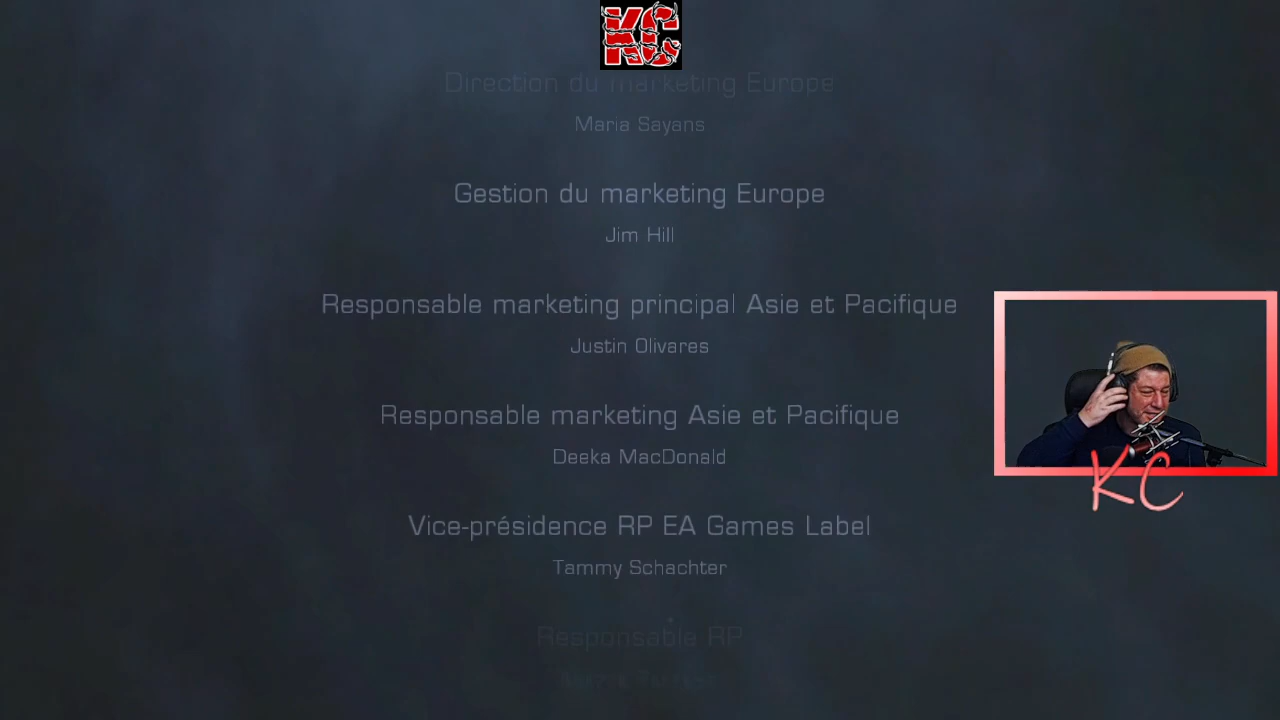 KC
Direction du marketing Europe
Maria Sayans
Gestion du marketing Europe
Jim Hill
Responsable marketing principal Asie et Pacifique
Justin Olivares
Responsable marketing Asie et Pacifique
Deeka MacDonald
Vice-présidence RP EA Games Label
Tammy Schachter
Responsable RP
KC